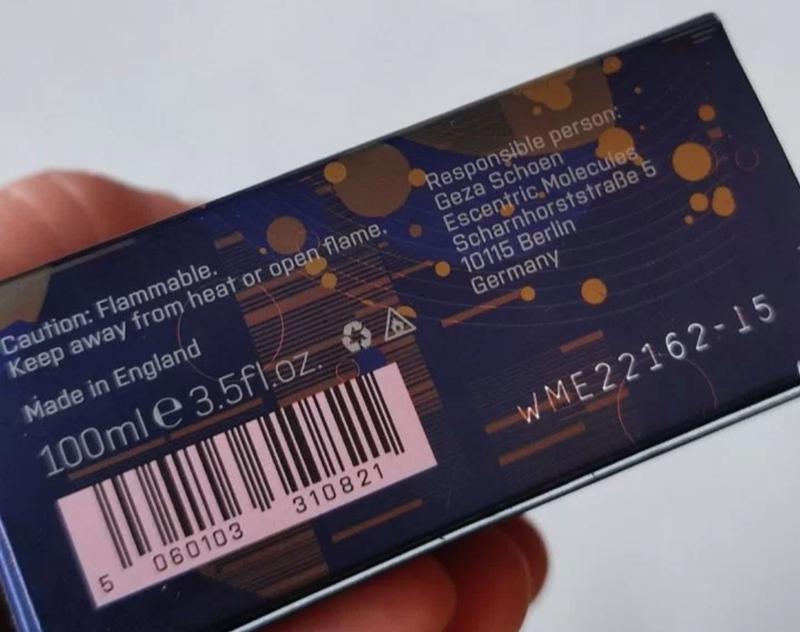 Caution: Flammable.
Keep away from heat or open flame.
Made in England
100ml e 3.5fl.oz.
5 060103 310821
Responsible person:
Geza Schoen
Escentric Molecules
Scharnhorststraße 5
10115 Berlin
Germany
WME22162-15